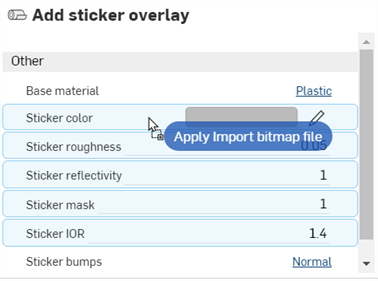 Add sticker overlay
Other
Base material Plastic
Sticker color
Apply Import bitmap file
Sticker roughness 0.05
Sticker reflectivity 1
Sticker mask 1
Sticker IOR 1.4
Sticker bumps Normal